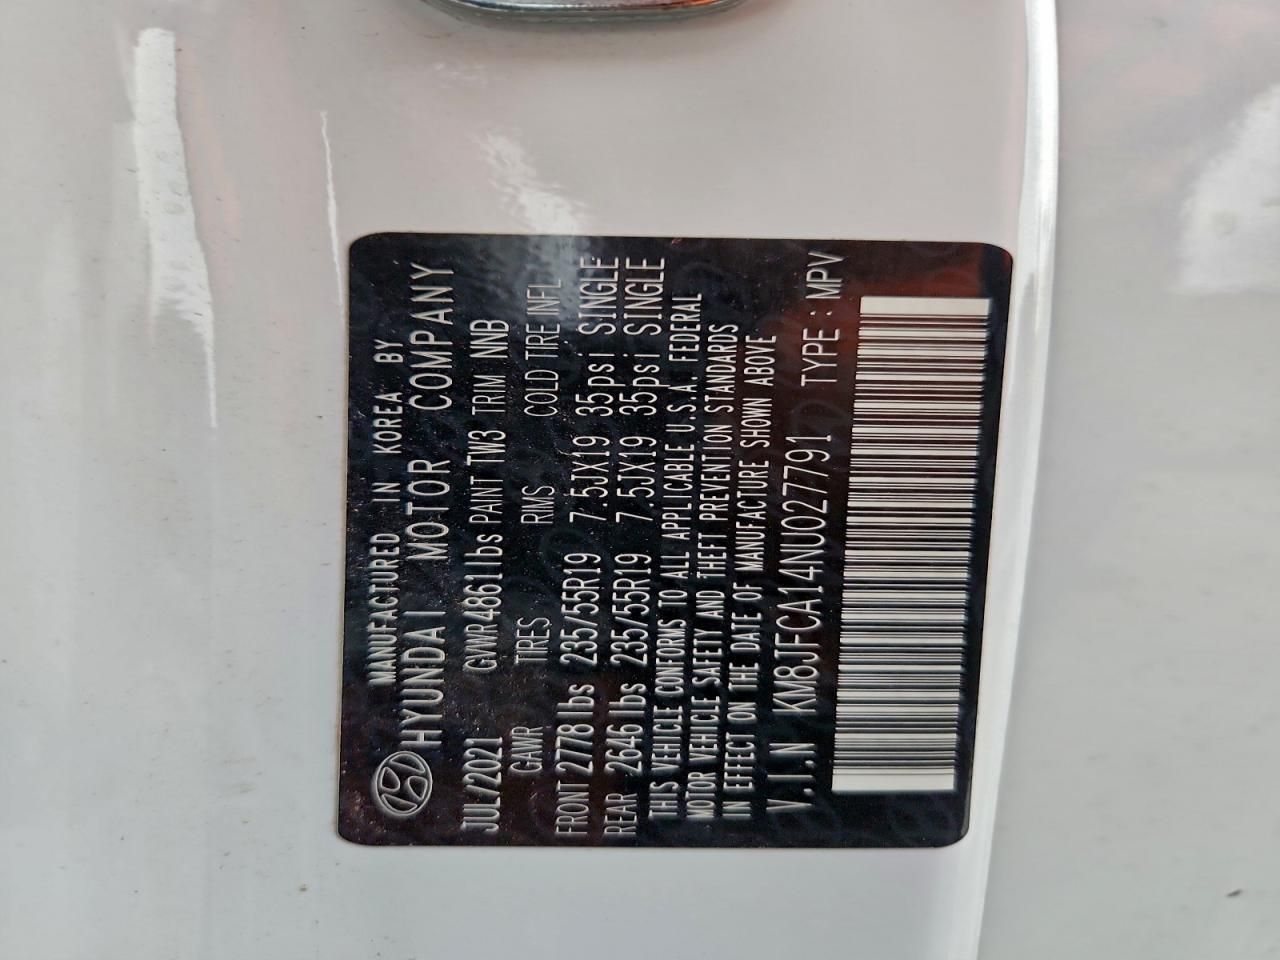 MANUFACTURED IN KOREA BY
HYUNDAI MOTOR COMPANY
JUL/2021 GVWR 4861lbs PAINT TW3 TRIM NNB
GAWR TIRES RIMS COLD TIRE INFL
FRONT 2778 lbs 235/55R19 7.5JX19 35psi SINGLE
REAR 2646 lbs 235/55R19 7.5JX19 35psi SINGLE
THIS VEHICLE CONFORMS TO ALL APPLICABLE U.S.A. FEDERAL
MOTOR VEHICLE SAFETY AND THEFT PREVENTION STANDARDS
IN EFFECT ON THE DATE OF MANUFACTURE SHOWN ABOVE
V.I.N KM8JFCA14NU027791 TYPE : MPV